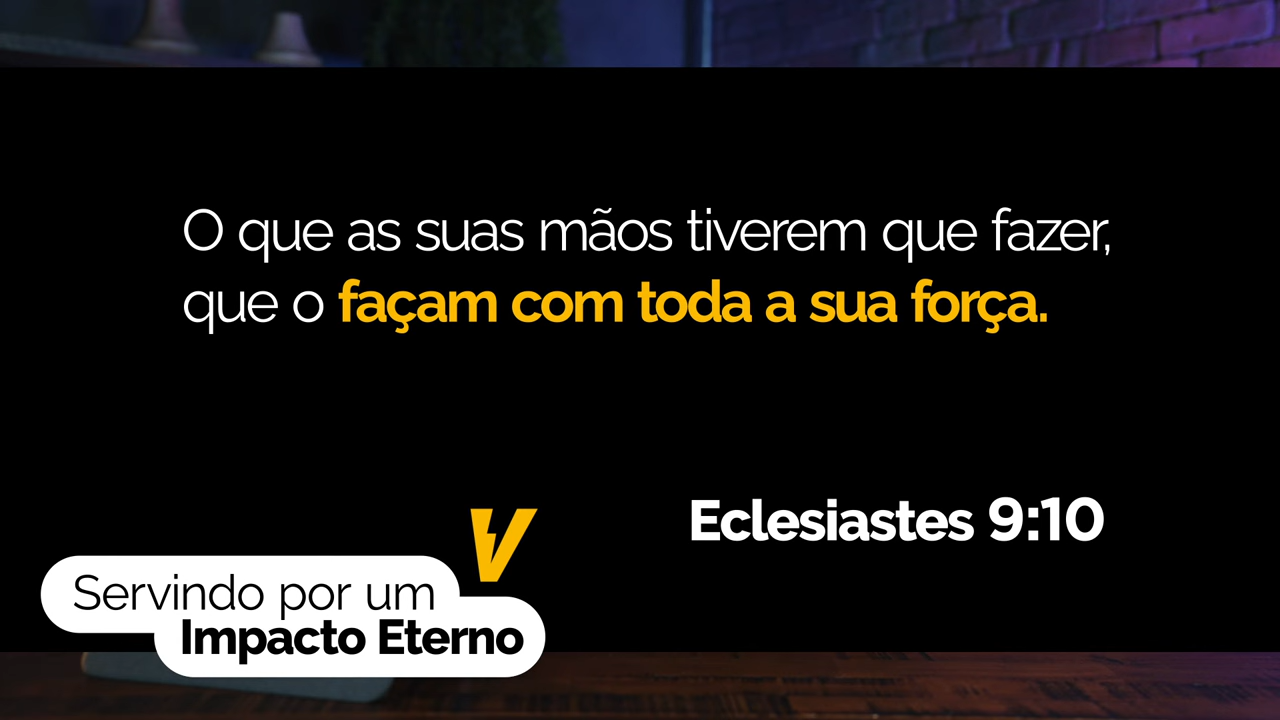 O que as suas mãos tiverem que fazer,
que o façam com toda a sua força.
Eclesiastes 9:10
Servindo por um
Impacto Eterno